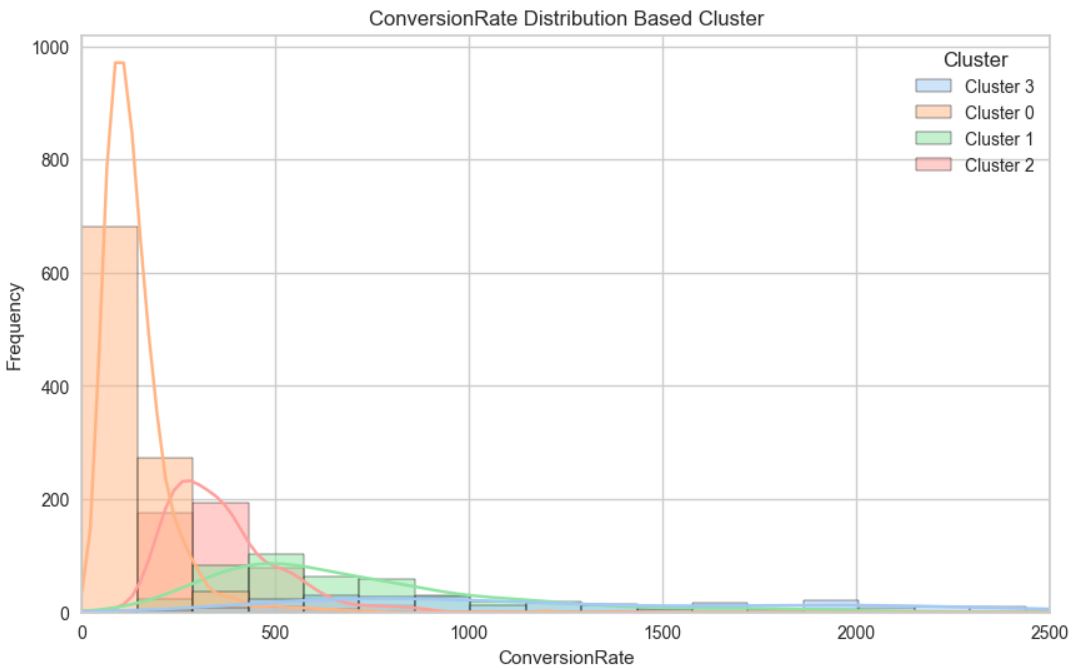 ConversionRate Distribution Based Cluster
1000
800
600
400
200
0
Frequency
Cluster
Cluster 3
Cluster 0
Cluster 1
Cluster 2
0
500
1000
1500
2000
2500
ConversionRate